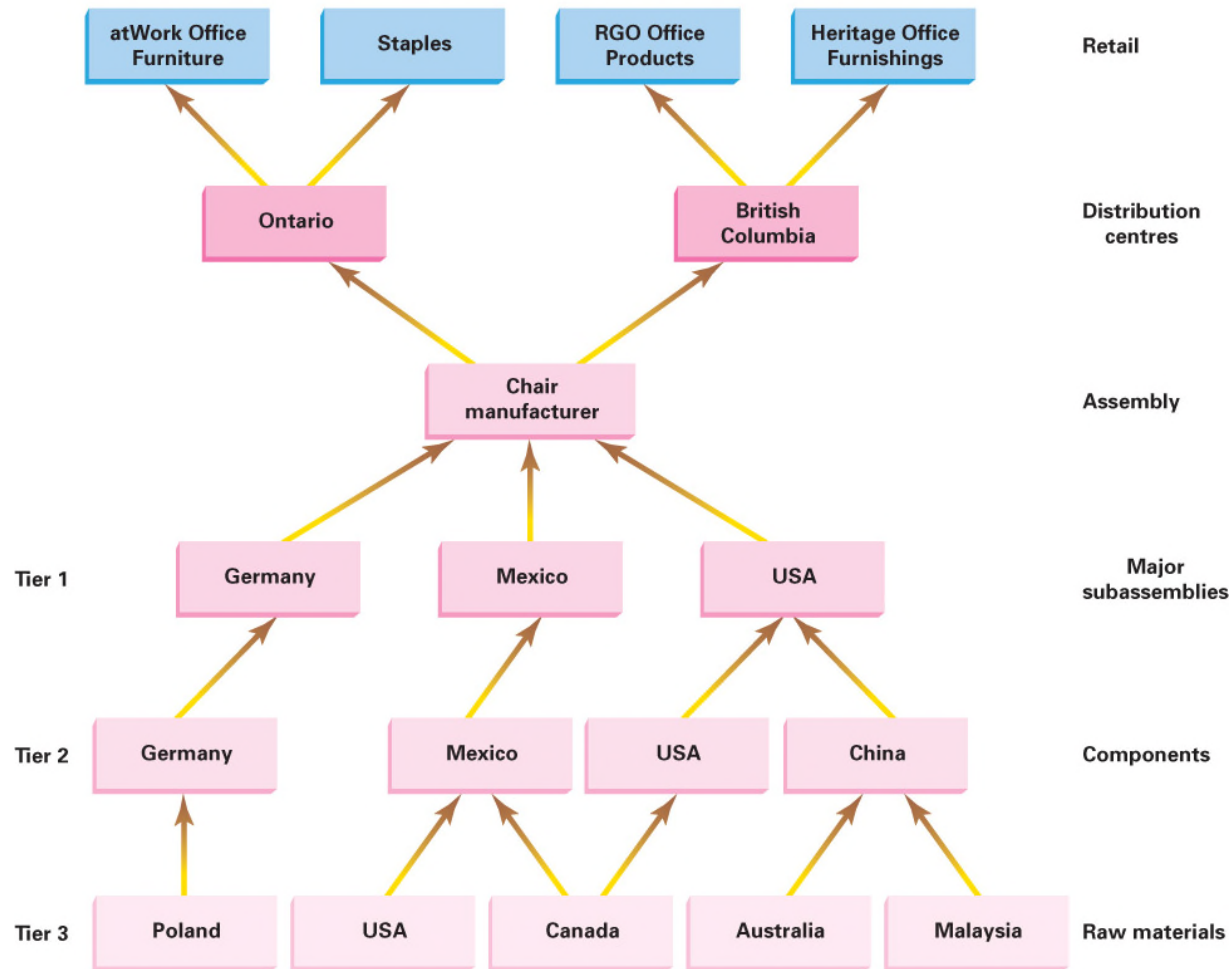 atWork Office
Furniture
Staples
RGO Office
Products
Heritage Office
Furnishings
Retail
Ontario
British
Columbia
Distribution
centres
Chair
manufacturer
Assembly
Tier 1
Germany
Mexico
USA
Major
subassemblies
Tier 2
Germany
Mexico
USA
China
Components
Tier 3
Poland
USA
Canada
Australia
Malaysia
Raw materials